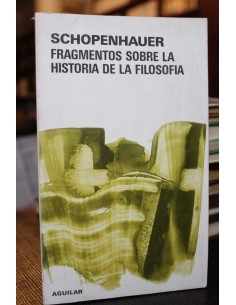 SCHOPENHAUER
FRAGMENTOS SOBRE LA
HISTORIA DE LA FILOSOFIA
AGUILAR